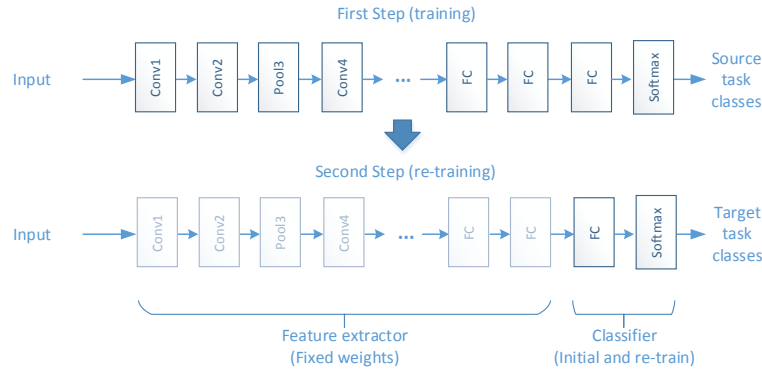 First Step (training)
Input
Conv1
Conv2
Pool3
Conv4
...
FC
FC
FC
Softmax
Source
task
classes
Second Step (re-training)
Input
Conv1
Conv2
Pool3
Conv4
...
FC
FC
FC
Softmax
Target
task
classes
Feature extractor
(Fixed weights)
Classifier
(Initial and re-train)